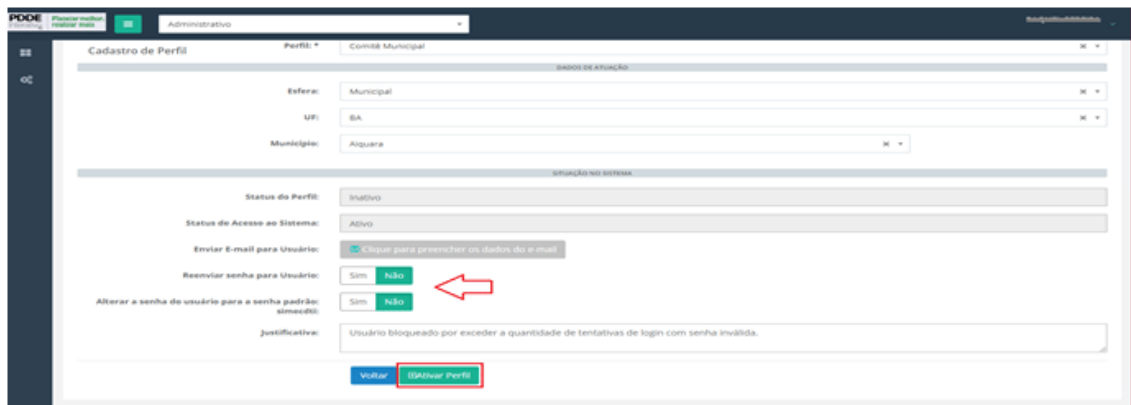 PDDE Planejar melhor, realizar mais
Interativo
Administrativo
Cadastro de Perfil
Perfil: * Comitê Municipal
DADOS DE ATUAÇÃO
Esfera: Municipal
UF: BA
Município: Aiquara
SITUAÇÃO NO SISTEMA
Status do Perfil: Inativo
Status de Acesso ao Sistema: Ativo
Enviar E-mail para Usuário: Clique para preencher os dados do e-mail
Reenviar senha para Usuário: Sim Não
Alterar a senha do usuário para a senha padrão: Sim Não
simecdti:
Justificativa: Usuário bloqueado por exceder a quantidade de tentativas de login com senha inválida.
Voltar Ativar Perfil